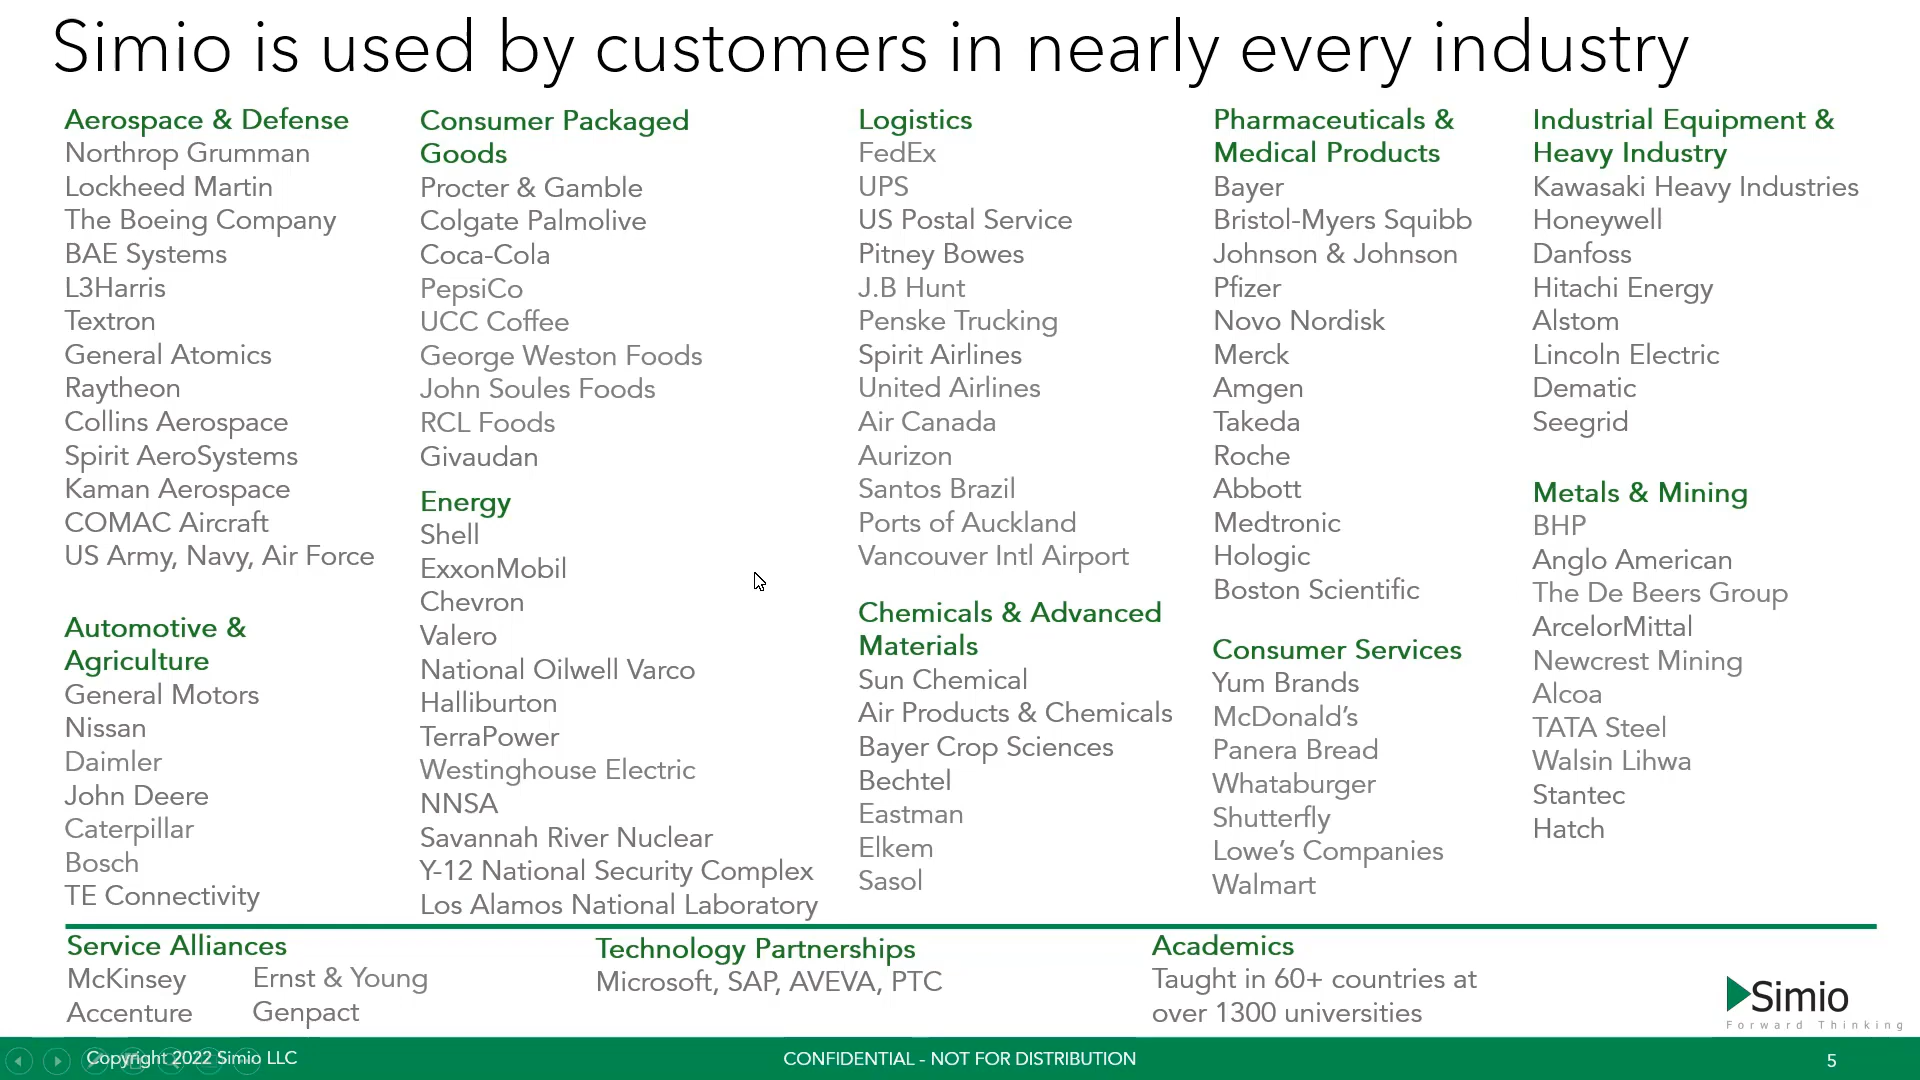 Simio is used by customers in nearly every industry
Aerospace & Defense
Northrop Grumman
Lockheed Martin
The Boeing Company
BAE Systems
L3Harris
Textron
General Atomics
Raytheon
Collins Aerospace
Spirit AeroSystems
Kaman Aerospace
COMAC Aircraft
US Army, Navy, Air Force
Automotive &
Agriculture
General Motors
Nissan
Daimler
John Deere
Caterpillar
Bosch
TE Connectivity
Consumer Packaged
Goods
Procter & Gamble
Colgate Palmolive
Coca-Cola
PepsiCo
UCC Coffee
George Weston Foods
John Soules Foods
RCL Foods
Givaudan
Energy
Shell
ExxonMobil
Chevron
Valero
National Oilwell Varco
Halliburton
TerraPower
Westinghouse Electric
NNSA
Savannah River Nuclear
Y-12 National Security Complex
Los Alamos National Laboratory
Logistics
FedEx
UPS
US Postal Service
Pitney Bowes
J.B Hunt
Penske Trucking
Spirit Airlines
United Airlines
Air Canada
Aurizon
Santos Brazil
Ports of Auckland
Vancouver Intl Airport
Chemicals & Advanced
Materials
Sun Chemical
Air Products & Chemicals
Bayer Crop Sciences
Bechtel
Eastman
Elkem
Sasol
Pharmaceuticals &
Medical Products
Bayer
Bristol-Myers Squibb
Johnson & Johnson
Pfizer
Novo Nordisk
Merck
Amgen
Takeda
Roche
Abbott
Medtronic
Hologic
Boston Scientific
Consumer Services
Yum Brands
McDonald’s
Panera Bread
Whataburger
Shutterfly
Lowe’s Companies
Walmart
Industrial Equipment &
Heavy Industry
Kawasaki Heavy Industries
Honeywell
Danfoss
Hitachi Energy
Alstom
Lincoln Electric
Dematic
Seegrid
Metals & Mining
BHP
Anglo American
The De Beers Group
ArcelorMittal
Newcrest Mining
Alcoa
TATA Steel
Walsin Lihwa
Stantec
Hatch
Service Alliances
McKinsey
Accenture
Ernst & Young
Genpact
Technology Partnerships
Microsoft, SAP, AVEVA, PTC
Academics
Taught in 60+ countries at
over 1300 universities
Simio
Forward Thinking
Copyright 2022 Simio LLC
CONFIDENTIAL - NOT FOR DISTRIBUTION
5